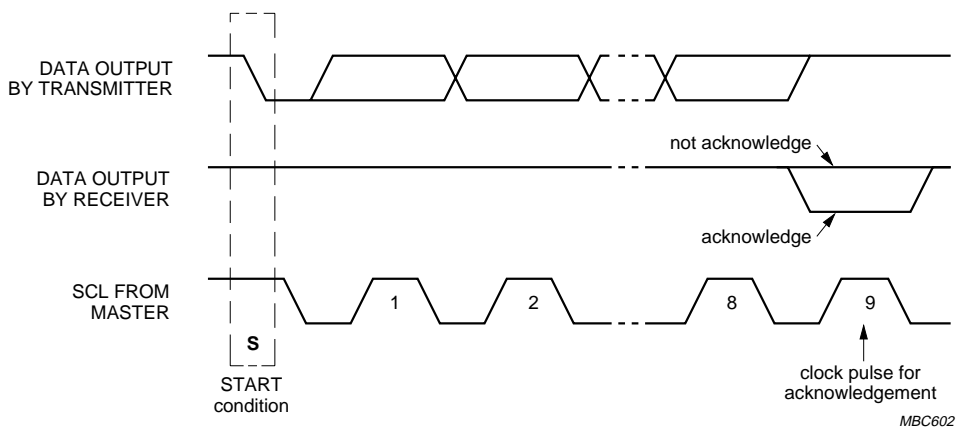 DATA OUTPUT
BY TRANSMITTER
not acknowledge
DATA OUTPUT
BY RECEIVER
acknowledge
SCL FROM
MASTER
1
2
8
9
S
START
condition
clock pulse for
acknowledgement
MBC602